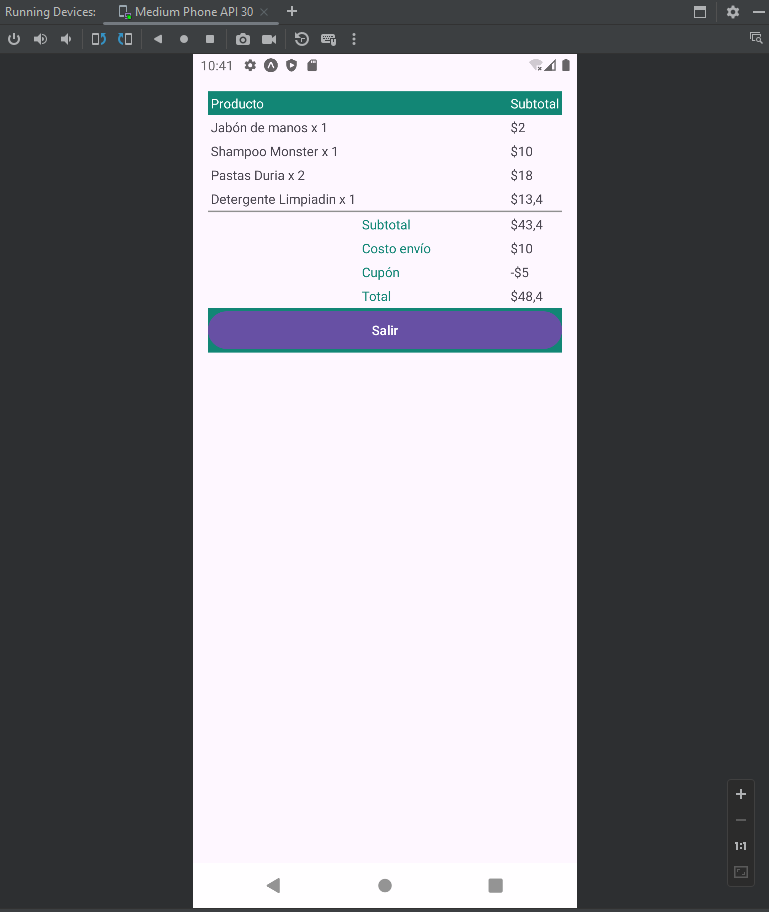 Running Devices: Medium Phone API 30
10:41
Producto Subtotal
Jabón de manos x 1 $2
Shampoo Monster x 1 $10
Pastas Duria x 2 $18
Detergente Limpiadin x 1 $13,4
Subtotal $43,4
Costo envío $10
Cupón -$5
Total $48,4
Salir
1:1